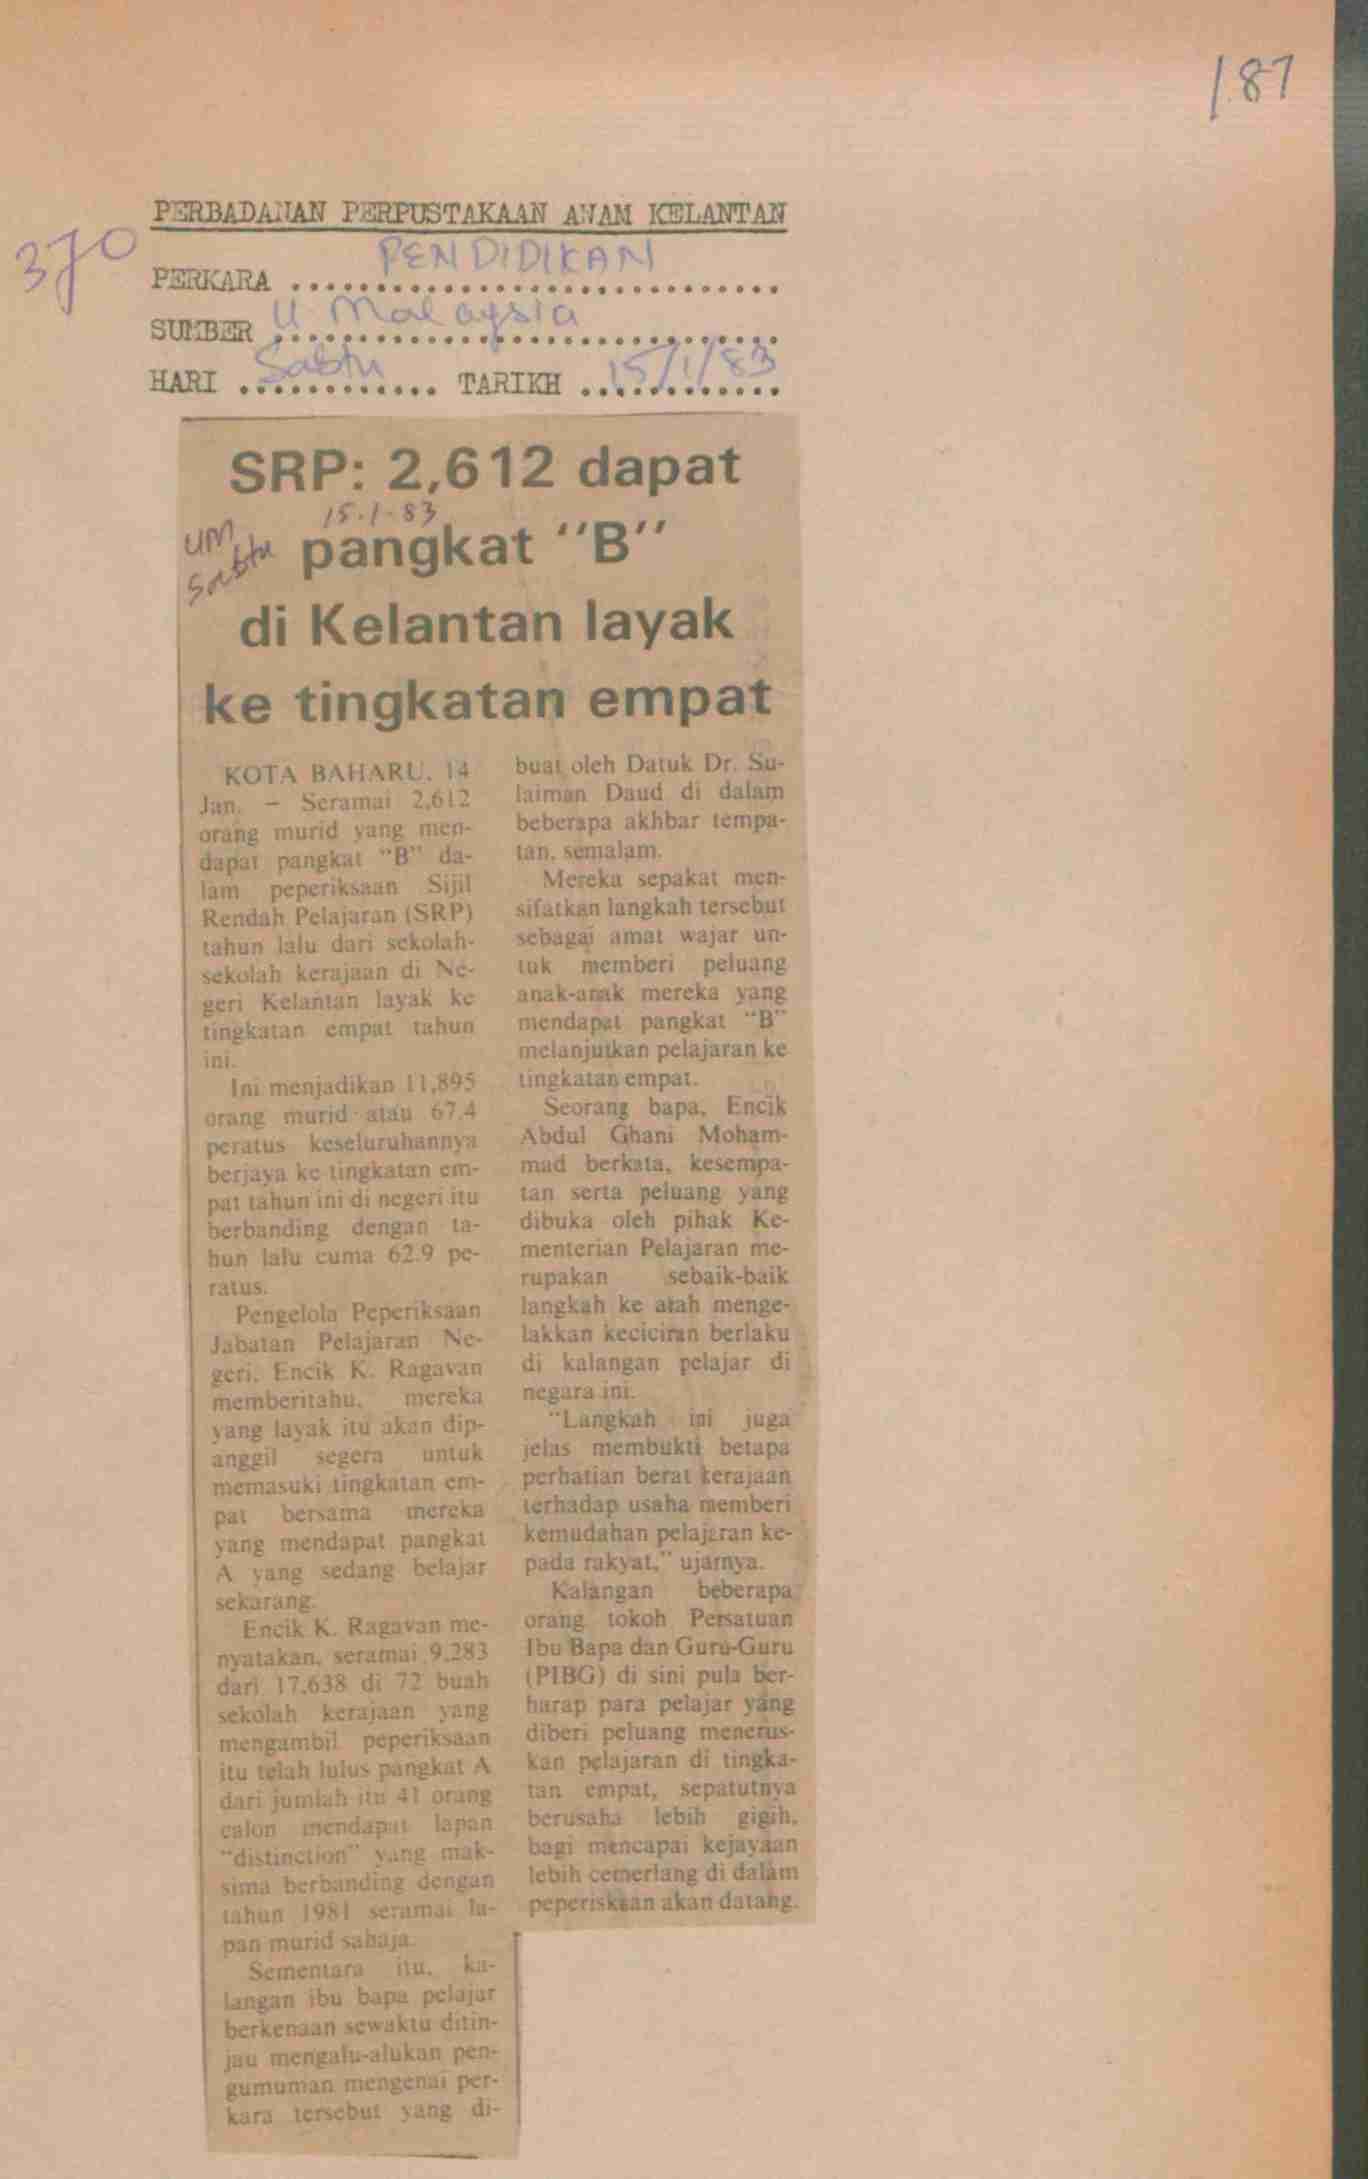 187
PERBADANAN PERPUSTAKAAN AWAM KELANTAN
370
PERKARA PENDIDIKAN
SUMBER U. Malaysia
HARI Sabtu TARIKH 15/1/83
SRP: 2,612 dapat
15.1.83
UM
Sabtu
pangkat "B"
di Kelantan layak
ke tingkatan empat
KOTA BAHARU, 14
Jan. — Seramai 2,612
orang murid yang men-
dapat pangkat "B" da-
lam peperiksaan Sijil
Rendah Pelajaran (SRP)
tahun lalu dari sekolah-
sekolah kerajaan di Ne-
geri Kelantan layak ke
tingkatan empat tahun
ini.
Ini menjadikan 11,895
orang murid atau 67.4
peratus keseluruhannya
berjaya ke tingkatan em-
pat tahun ini di negeri itu
berbanding dengan ta-
hun lalu cuma 62.9 pe-
ratus.
Pengelola Peperiksaan
Jabatan Pelajaran Ne-
geri, Encik K. Ragavan
memberitahu, mereka
yang layak itu akan dip-
anggil segera untuk
memasuki tingkatan em-
pat bersama mereka
yang mendapat pangkat
A yang sedang belajar
sekarang.
Encik K. Ragavan me-
nyatakan, seramai 9,283
dari 17,638 di 72 buah
sekolah kerajaan yang
mengambil peperiksaan
itu telah lulus pangkat A
dari jumlah itu 41 orang
calon mendapat lapan
"distinction" yang mak-
sima berbanding dengan
tahun 1981 seramai la-
pan murid sahaja.
Sementara itu, ka-
langan ibu bapa pelajar
berkenaan sewaktu ditin-
jau mengalu-alukan pen-
gumuman mengenai per-
kara tersebut yang di-
buat oleh Datuk Dr. Su-
laiman Daud di dalam
beberapa akhbar tempa-
tan, semalam.
Mereka sepakat men-
sifatkan langkah tersebut
sebagai amat wajar un-
tuk memberi peluang
anak-anak mereka yang
mendapat pangkat "B"
melanjutkan pelajaran ke
tingkatan empat.
Seorang bapa, Encik
Abdul Ghani Moham-
mad berkata, kesempa-
tan serta peluang yang
dibuka oleh pihak Ke-
menterian Pelajaran me-
rupakan sebaik-baik
langkah ke arah menge-
lakkan keciciran berlaku
di kalangan pelajar di
negara ini.
"Langkah ini juga
jelas membukti betapa
perhatian berat kerajaan
terhadap usaha memberi
kemudahan pelajaran ke-
pada rakyat," ujarnya.
Kalangan beberapa
orang tokoh Persatuan
Ibu Bapa dan Guru-Guru
(PIBG) di sini pula ber-
harap para pelajar yang
diberi peluang menerus-
kan pelajaran di tingka-
tan empat, sepatutnya
berusaha lebih gigih,
bagi mencapai kejayaan
lebih cemerlang di dalam
peperiksaan akan datang.